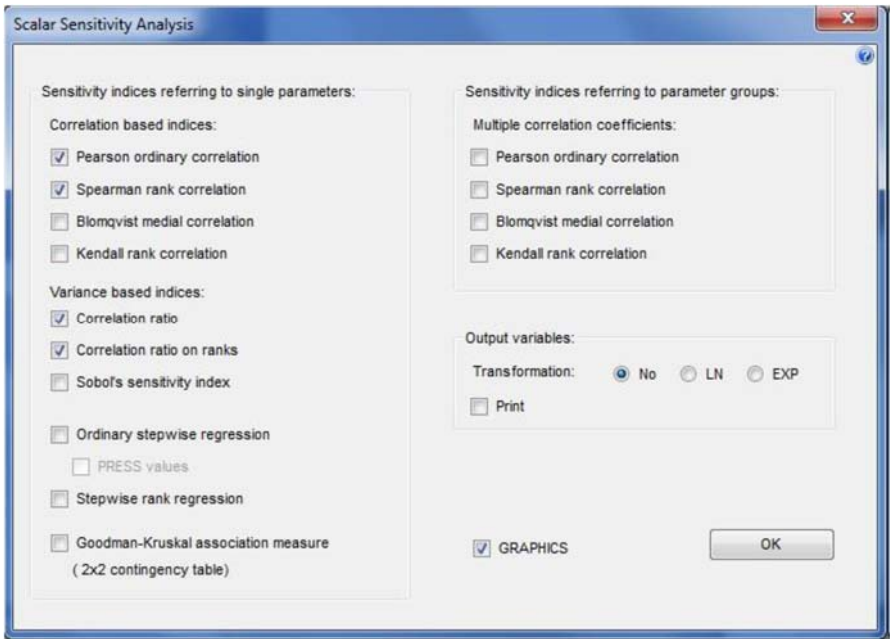 Scalar Sensitivity Analysis
Sensitivity indices referring to single parameters:
Correlation based indices:
Pearson ordinary correlation
Spearman rank correlation
Blomqvist medial correlation
Kendall rank correlation
Variance based indices:
Correlation ratio
Correlation ratio on ranks
Sobol's sensitivity index
Ordinary stepwise regression
PRESS values
Stepwise rank regression
Goodman-Kruskal association measure
( 2x2 contingency table)
Sensitivity indices referring to parameter groups:
Multiple correlation coefficients:
Pearson ordinary correlation
Spearman rank correlation
Blomqvist medial correlation
Kendall rank correlation
Output variables:
Transformation: No LN EXP
Print
GRAPHICS
OK